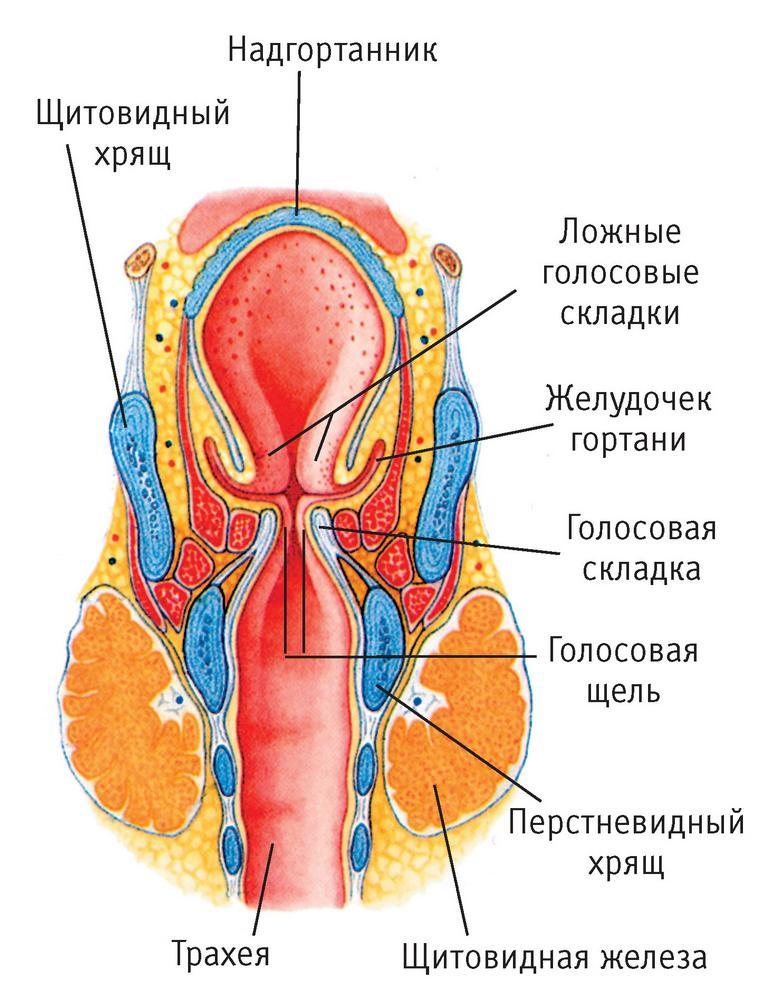 Надгортанник
Щитовидный
хрящ
Ложные
голосовые
складки
Желудочек
гортани
Голосовая
складка
Голосовая
щель
Перстневидный
хрящ
Трахея
Щитовидная железа